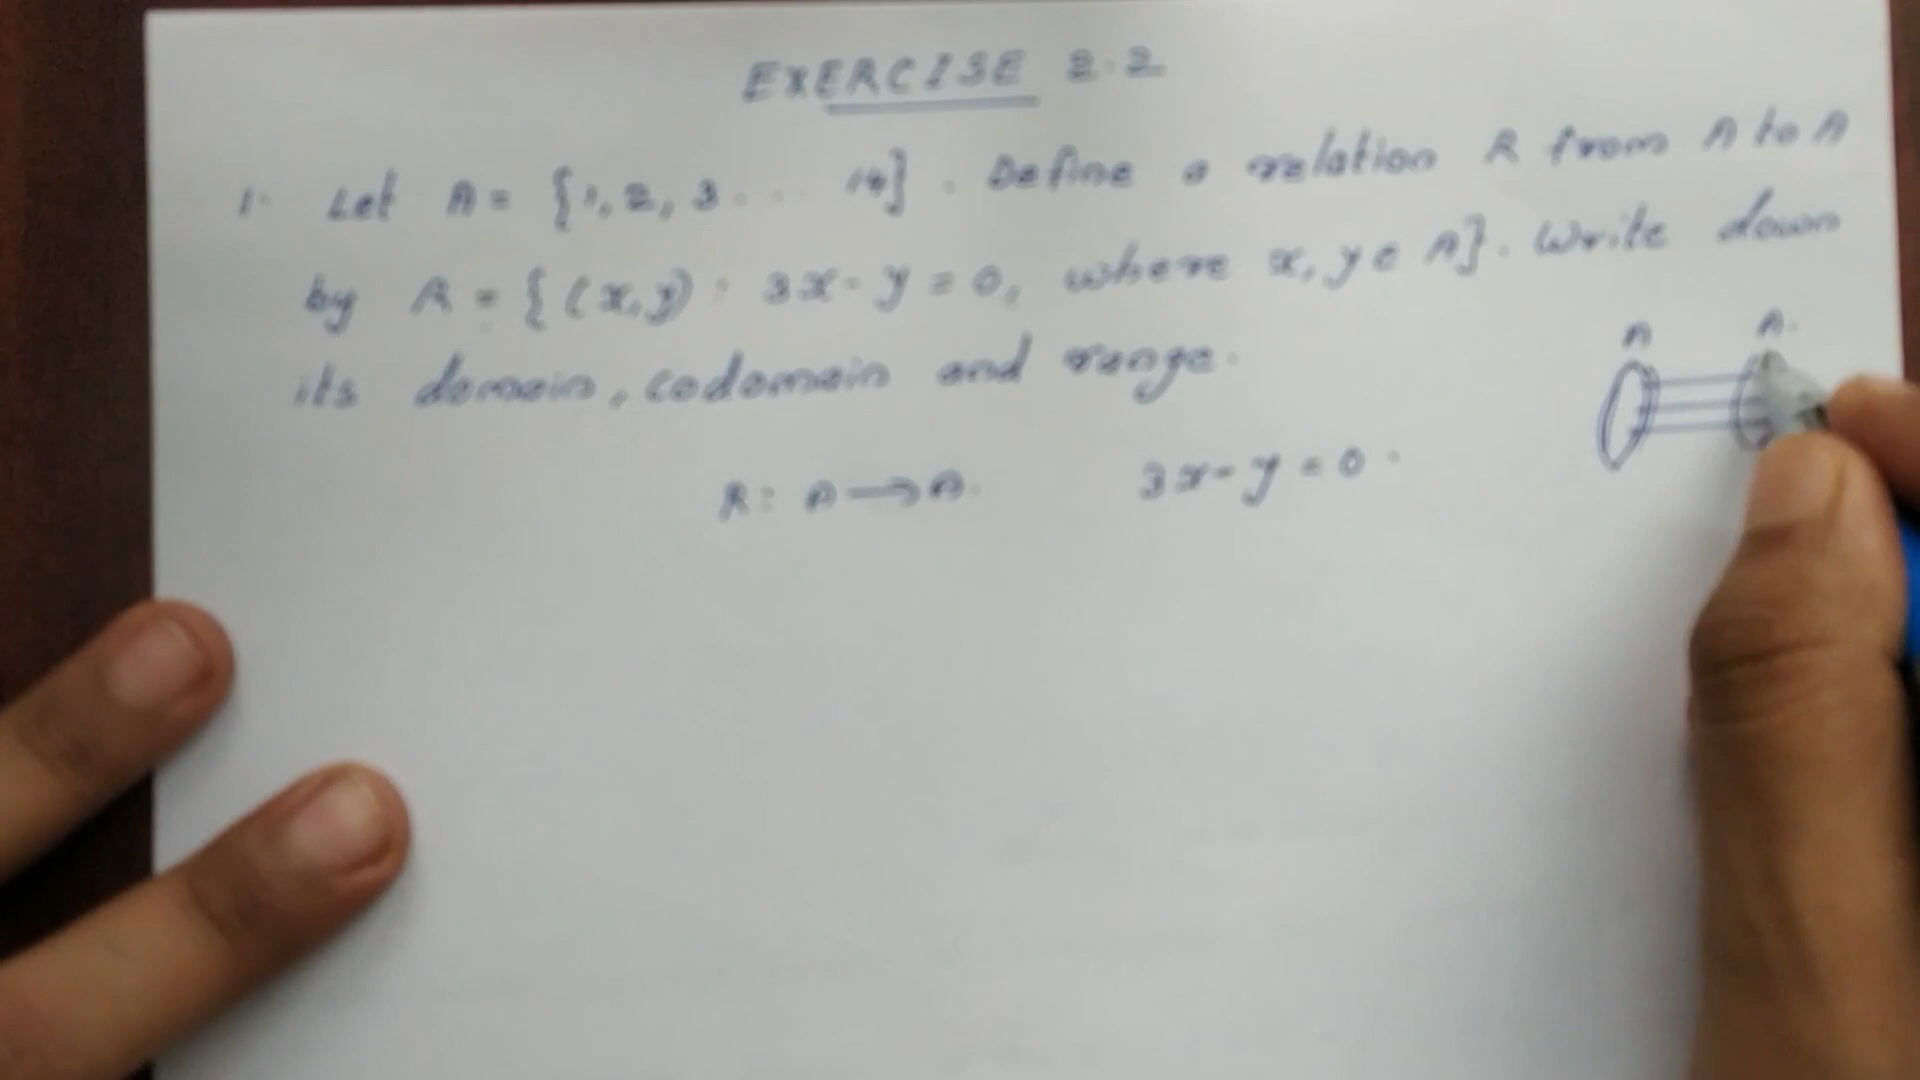 EXERCISE 2.2
1. Let A = {1, 2, 3 . . . 14} . Define a relation R from A to A
by R = { (x, y) : 3x - y = 0, where x, y ∈ A}. Write down
its domain, codomain and range.
A A.
R: A → A. 3x - y = 0.